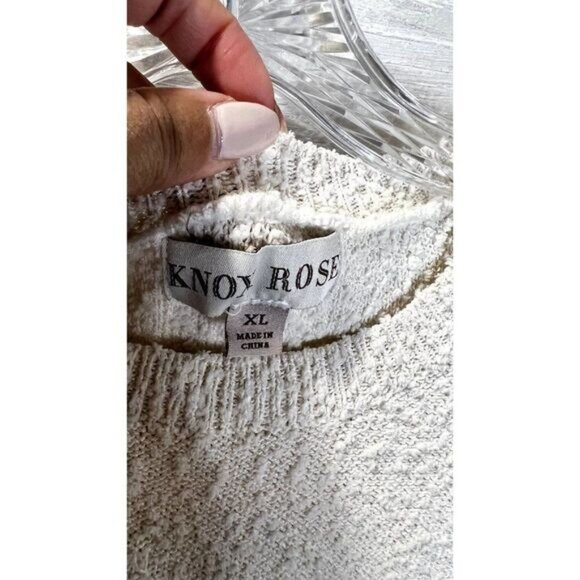 KNOX ROSE
XL
MADE IN
CHINA